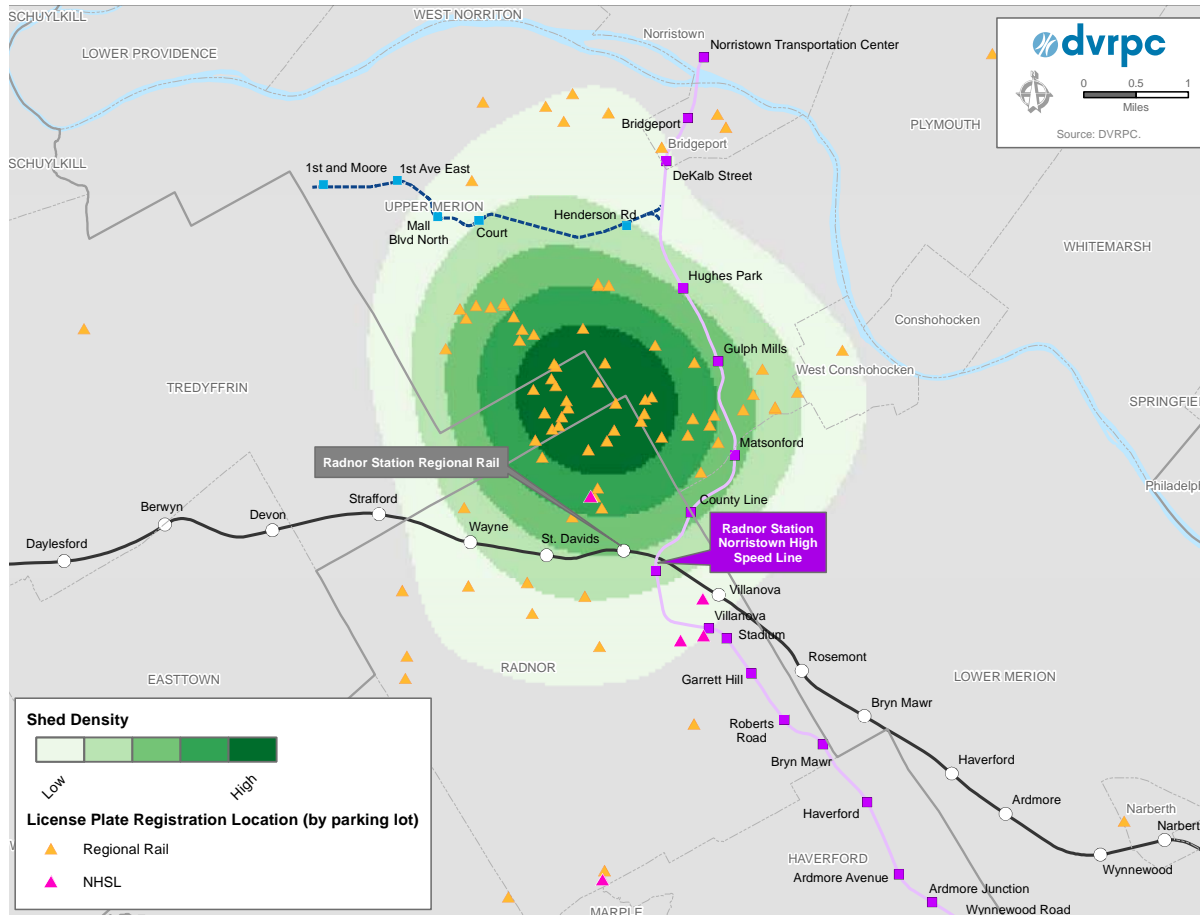 SCHUYLKILL
WEST NORRITON
LOWER PROVIDENCE
Norristown
Norristown Transportation Center
dvrpc
0 0.5 1
Miles
Source: DVRPC.
PLYMOUTH
Bridgeport
Bridgeport
DeKalb Street
SCHUYLKILL
1st and Moore
1st Ave East
UPPER MERION
Mall
Blvd North
Court
Henderson Rd
WHITEMARSH
Hughes Park
Conshohocken
Gulph Mills
West Conshohocken
TREDYFFRIN
SPRINGFIEL
Matsonford
Radnor Station Regional Rail
Philadelph
Strafford
County Line
Berwyn
Devon
Wayne
Radnor Station
Norristown High
Speed Line
Daylesford
St. Davids
Villanova
Villanova
Stadium
Rosemont
RADNOR
EASTTOWN
Garrett Hill
LOWER MERION
Bryn Mawr
Roberts
Road
Bryn Mawr
Haverford
Haverford
Ardmore
Narberth
Narbert
Wynnewood
HAVERFORD
Ardmore Avenue
Ardmore Junction
Wynnewood Road
MARPLE
Shed Density
Low
High
License Plate Registration Location (by parking lot)
Regional Rail
NHSL